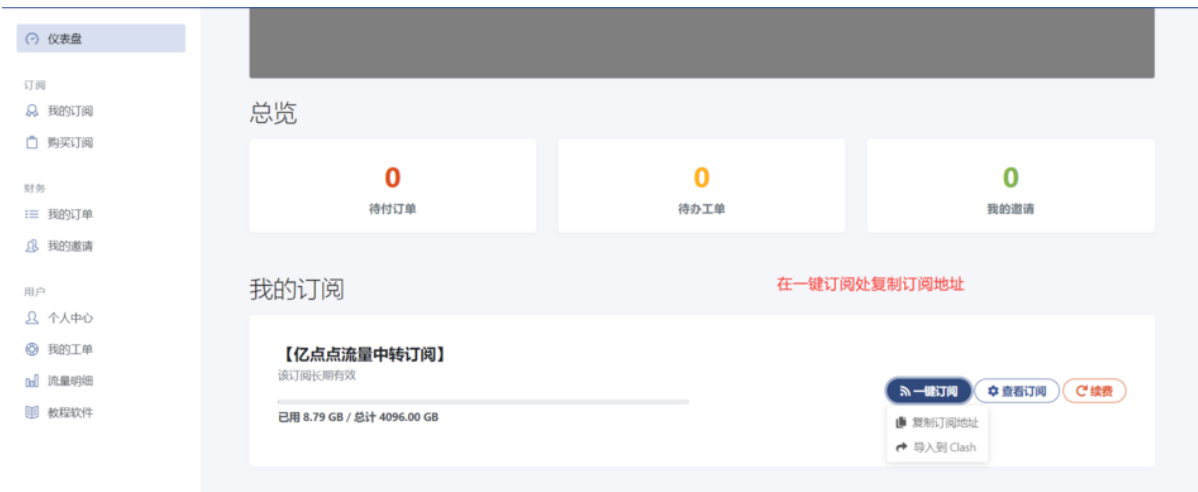 仪表盘
订阅
我的订阅
购买订阅
财务
我的订单
我的邀请
用户
个人中心
我的工单
流量明细
教程软件
总览
0
待付订单
0
待办工单
0
我的邀请
我的订阅
在一键订阅处复制订阅地址
【亿点点流量中转订阅】
该订阅长期有效
已用 8.79 GB / 总计 4096.00 GB
一键订阅
查看订阅
续费
复制订阅地址
导入到 Clash